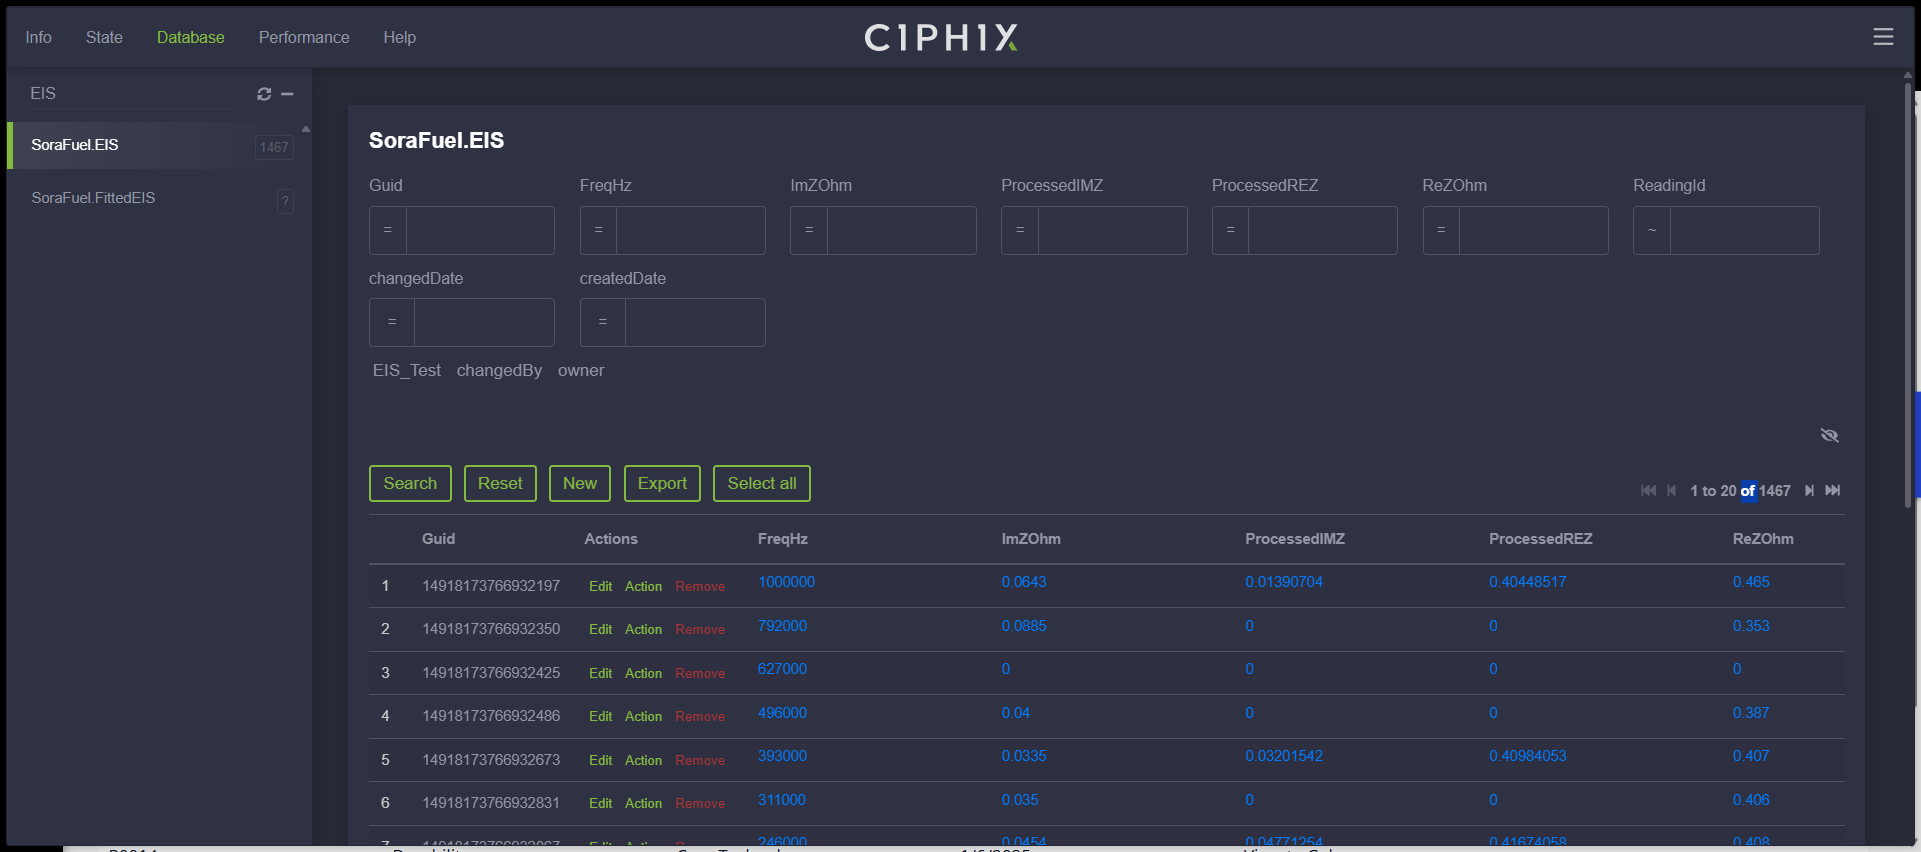 Info State Database Performance Help C1PH1X
EIS
SoraFuel.EIS 1467
SoraFuel.FittedEIS ?
SoraFuel.EIS
Guid FreqHz ImZOhm ProcessedIMZ ProcessedREZ ReZOhm ReadingId
= = = = = = ~
changedDate createdDate
= =
EIS_Test changedBy owner
Search Reset New Export Select all 1 to 20 of 1467
Guid Actions FreqHz ImZOhm ProcessedIMZ ProcessedREZ ReZOhm
1 14918173766932197 Edit Action Remove 1000000 0.0643 0.01390704 0.40448517 0.465
2 14918173766932350 Edit Action Remove 792000 0.0885 0 0 0.353
3 14918173766932425 Edit Action Remove 627000 0 0 0 0
4 14918173766932486 Edit Action Remove 496000 0.04 0 0 0.387
5 14918173766932673 Edit Action Remove 393000 0.0335 0.03201542 0.40984053 0.407
6 14918173766932831 Edit Action Remove 311000 0.035 0 0 0.406
7 14918173766932867 Edit Action Remove 246000 0.0454 0.04771254 0.41674058 0.408